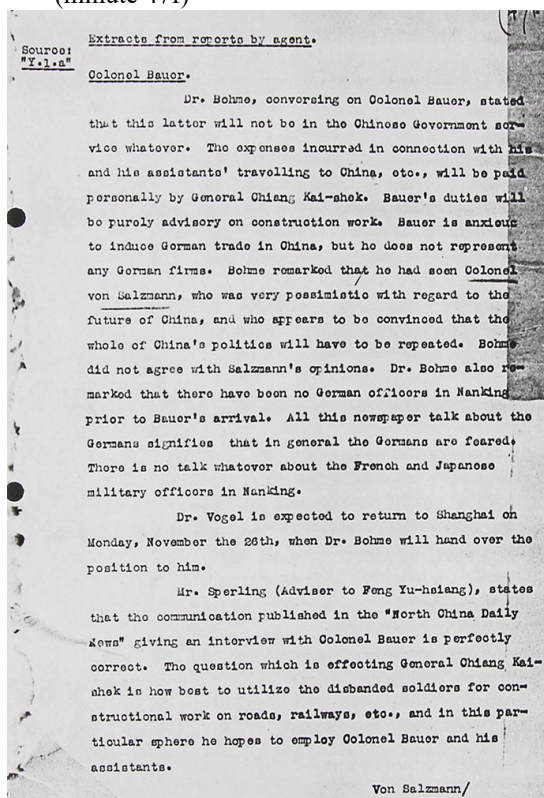 (minute 471)
Extracts from reports by agent.
Source:
"Y.1.a"
Colonel Bauer.
Dr. Bohme, conversing on Colonel Bauer, stated
that this latter will not be in the Chinese Government ser-
vice whatever. The expenses incurred in connection with his
and his assistants' travelling to China, etc., will be paid
personally by General Chiang Kai-shek. Bauer's duties will
be purely advisory on construction work. Bauer is anxious
to induce German trade in China, but he does not represent
any German firms. Bohme remarked that he had seen Colonel
von Salzmann, who was very pessimistic with regard to the
future of China, and who appears to be convinced that the
whole of China's politics will have to be repeated. Bohme
did not agree with Salzmann's opinions. Dr. Bohme also re-
marked that there have been no German officers in Nanking
prior to Bauer's arrival. All this newspaper talk about the
Germans signifies that in general the Germans are feared.
There is no talk whatover about the French and Japanese
military officers in Nanking.
Dr. Vogel is expected to return to Shanghai on
Monday, November the 26th, when Dr. Bohme will hand over the
position to him.
Mr. Sperling (Adviser to Feng Yu-hsiang), states
that the communication published in the "North China Daily
News" giving an interview with Colonel Bauer is perfectly
correct. The question which is effecting General Chiang Kai-
shek is how best to utilize the disbanded soldiers for con-
structional work on roads, railways, etc., and in this par-
ticular sphere he hopes to employ Colonel Bauer and his
assistants.
Von Salzmann/